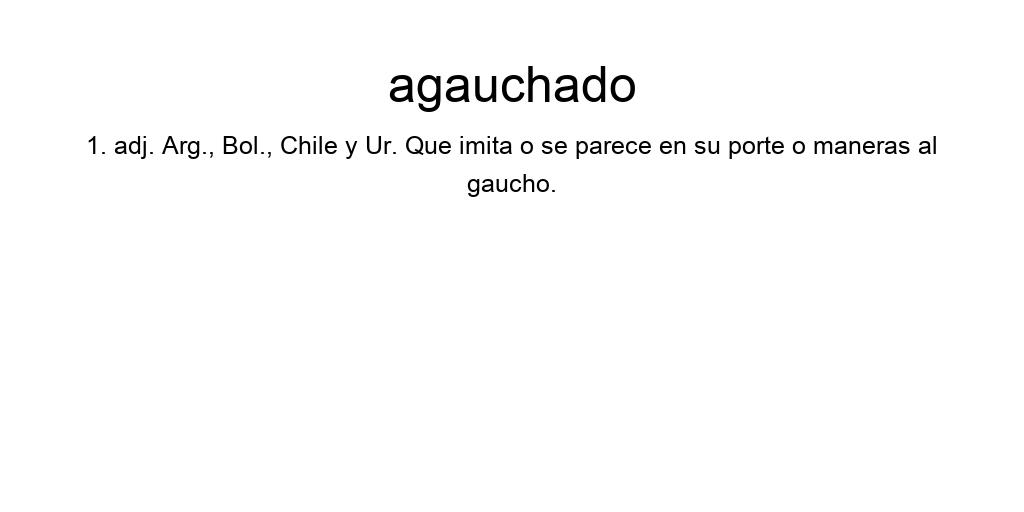 agauchado
1. adj. Arg., Bol., Chile y Ur. Que imita o se parece en su porte o maneras al
gaucho.